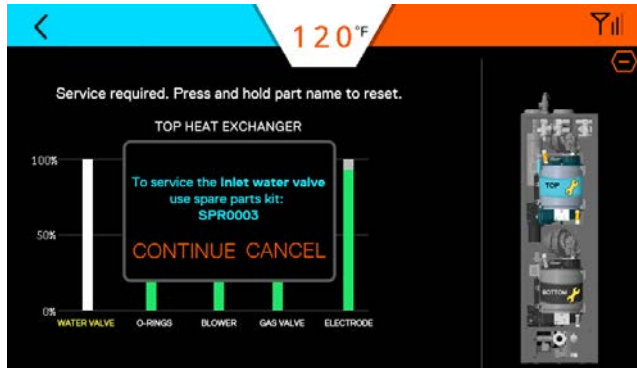 120°F
Service required. Press and hold part name to reset.
TOP HEAT EXCHANGER
100%
To service the Inlet water valve
use spare parts kit:
SPR0003
50%
CONTINUE CANCEL
0%
WATER VALVE O-RINGS BLOWER GAS VALVE ELECTRODE
TOP
BOTTOM